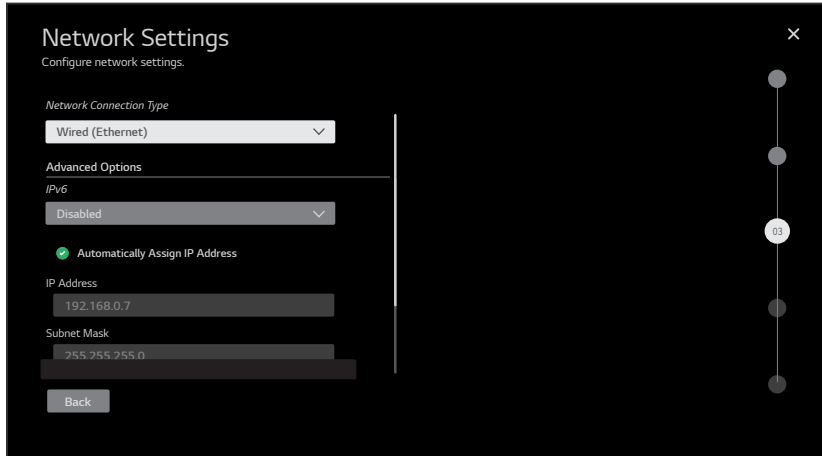 Network Settings
Configure network settings.
Network Connection Type
Wired (Ethernet)
Advanced Options
IPv6
Disabled
Automatically Assign IP Address
IP Address
192.168.0.7
Subnet Mask
255.255.255.0
Back
03